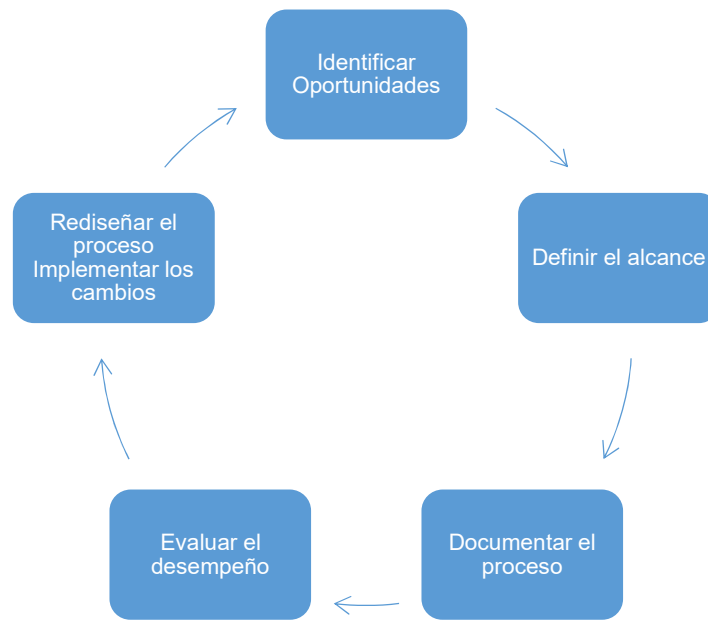 Identificar
Oportunidades
Definir el alcance
Documentar el
proceso
Evaluar el
desempeño
Rediseñar el
proceso
Implementar los
cambios